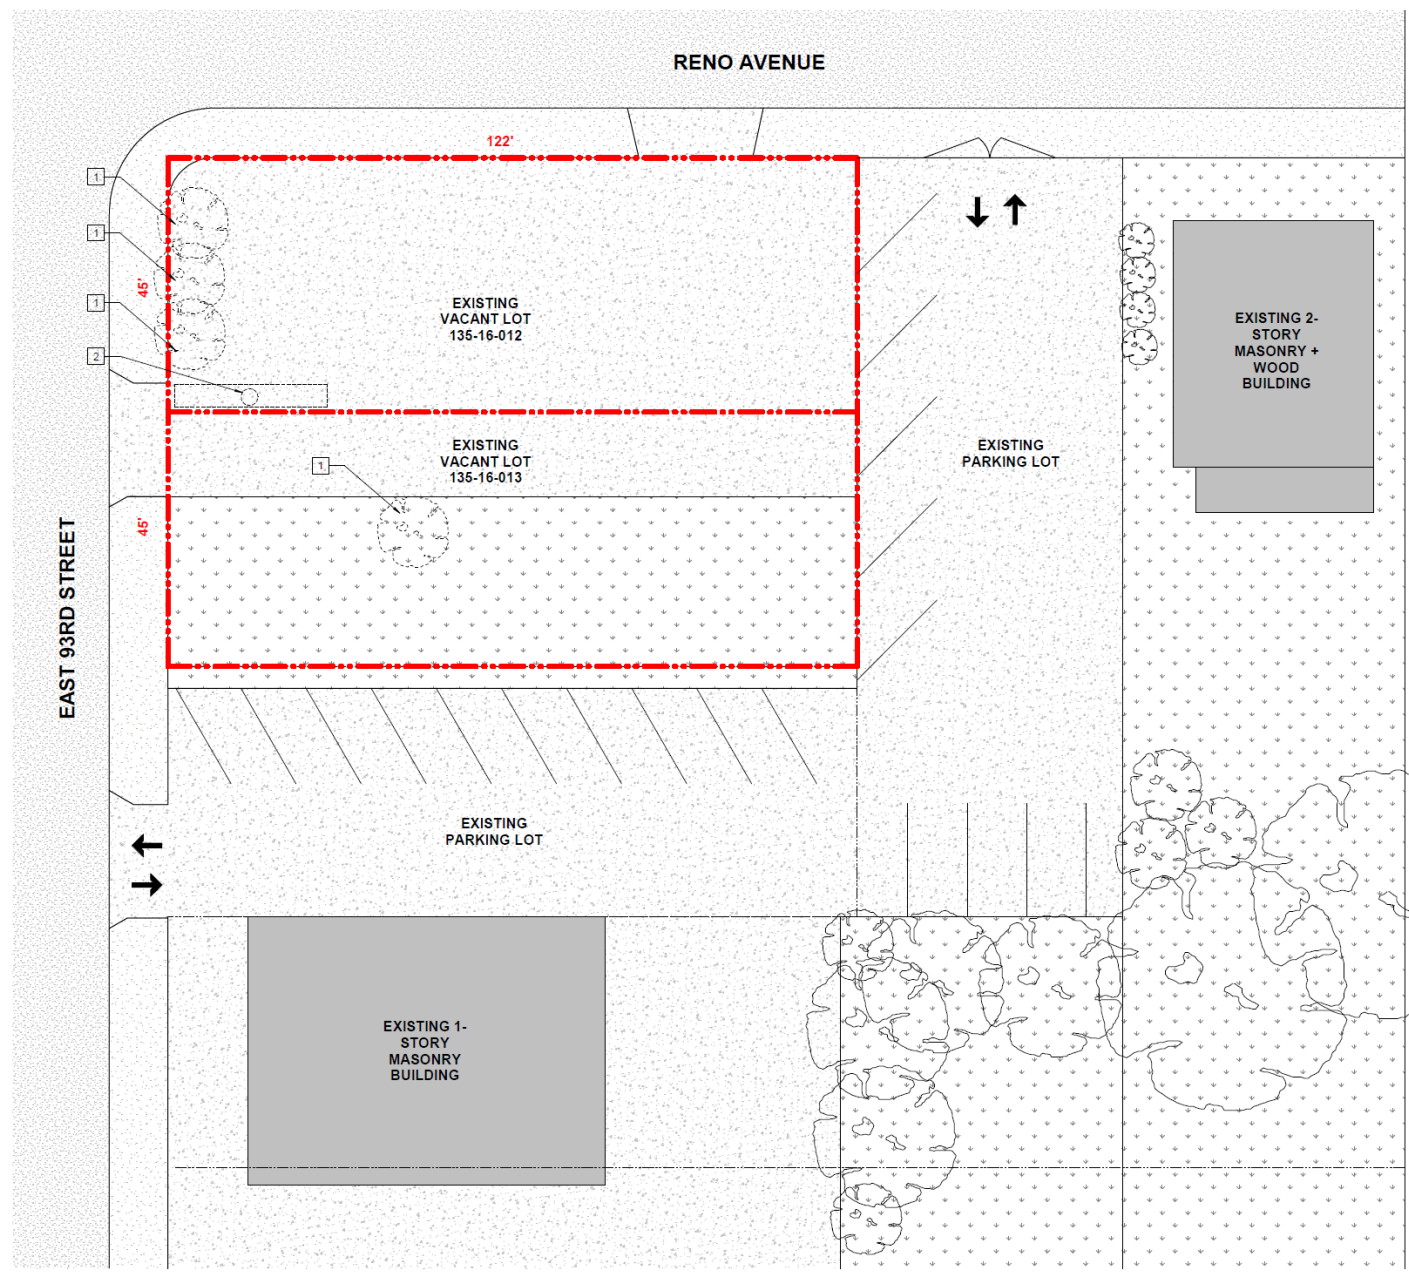 RENO AVENUE
122'
1
1
45'
1
2
EXISTING
VACANT LOT
135-16-012
EXISTING 2-
STORY
MASONRY +
WOOD
BUILDING
1
EXISTING
VACANT LOT
135-16-013
EXISTING
PARKING LOT
45'
EAST 93RD STREET
EXISTING
PARKING LOT
EXISTING 1-
STORY
MASONRY
BUILDING